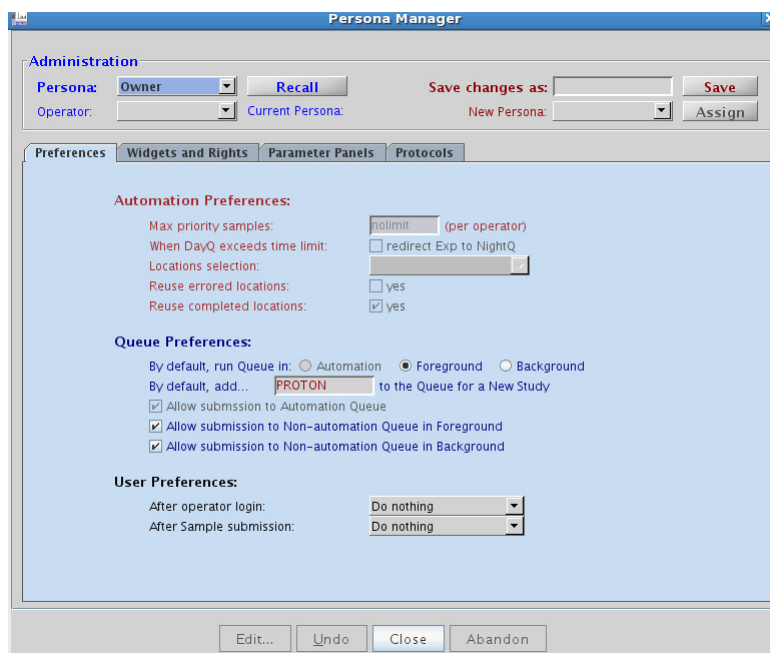 Persona Manager
Administration
Persona: Owner Recall Save changes as: Save
Operator: Current Persona: New Persona: Assign
Preferences Widgets and Rights Parameter Panels Protocols
Automation Preferences:
Max priority samples: nolimit (per operator)
When DayQ exceeds time limit: redirect Exp to NightQ
Locations selection:
Reuse errored locations: yes
Reuse completed locations: yes
Queue Preferences:
By default, run Queue in: Automation Foreground Background
By default, add... PROTON to the Queue for a New Study
Allow submssion to Automation Queue
Allow submission to Non-automation Queue in Foreground
Allow submission to Non-automation Queue in Background
User Preferences:
After operator login: Do nothing
After Sample submission: Do nothing
Edit... Undo Close Abandon